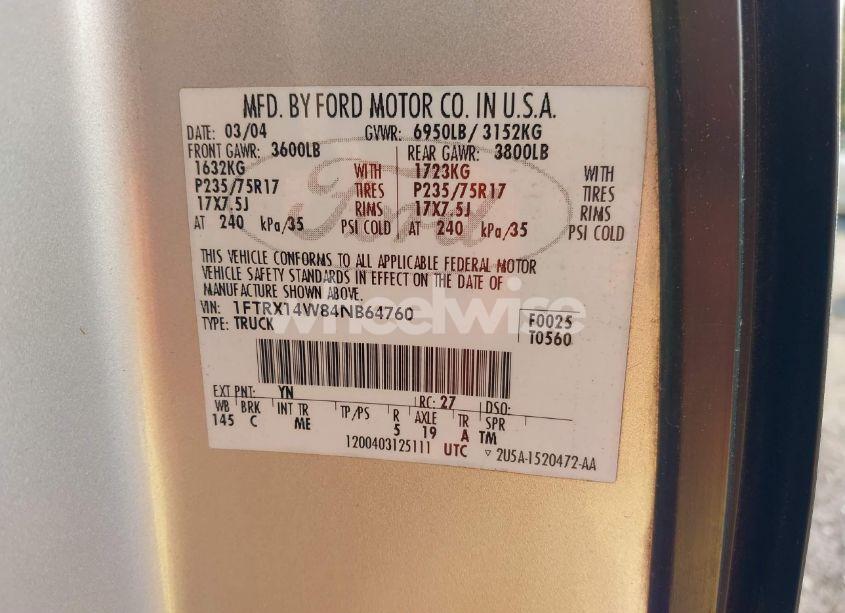 MFD. BY FORD MOTOR CO. IN U.S.A.
DATE: 03/04 GVWR: 6950LB/ 3152KG
FRONT GAWR: 3600LB REAR GAWR: 3800LB
1632KG WITH 1723KG WITH
P235/75R17 TIRES P235/75R17 TIRES
17X7.5J RIMS 17X7.5J RIMS
AT 240 kPa/35 PSI COLD AT 240 kPa/35 PSI COLD
Ford
THIS VEHICLE CONFORMS TO ALL APPLICABLE FEDERAL MOTOR
VEHICLE SAFETY STANDARDS IN EFFECT ON THE DATE OF
MANUFACTURE SHOWN ABOVE.
VIN: 1FTRX14W84NB64760 F0025
TYPE: TRUCK T0560
wheelwise
EXT PNT: YN RC: 27 DSO:
WB BRK INT TR TP/PS R AXLE TR SPR
145 C ME 5 19 A TM
1200403125111 UTC ▽ 2U5A-1520472-AA